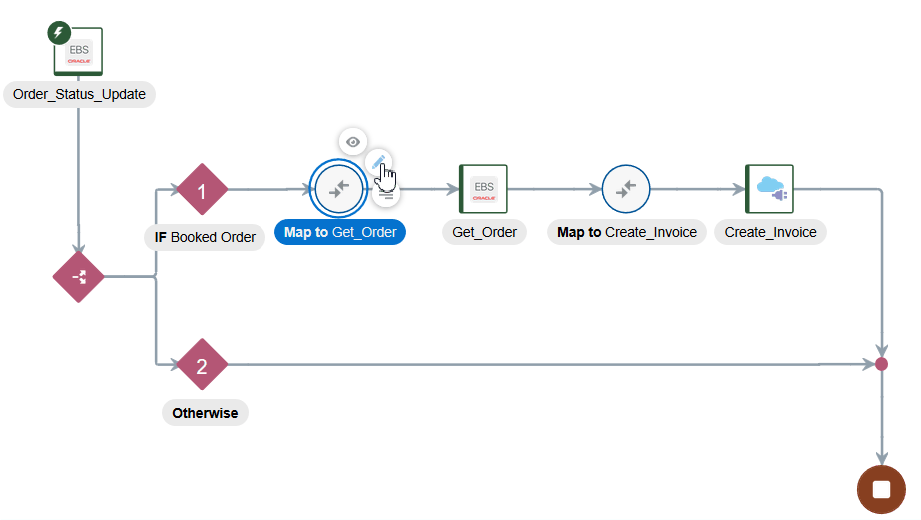 EBS
ORACLE
Order_Status_Update
1
IF Booked Order
Map to Get_Order
EBS
ORACLE
Get_Order
Map to Create_Invoice
Create_Invoice
2
Otherwise